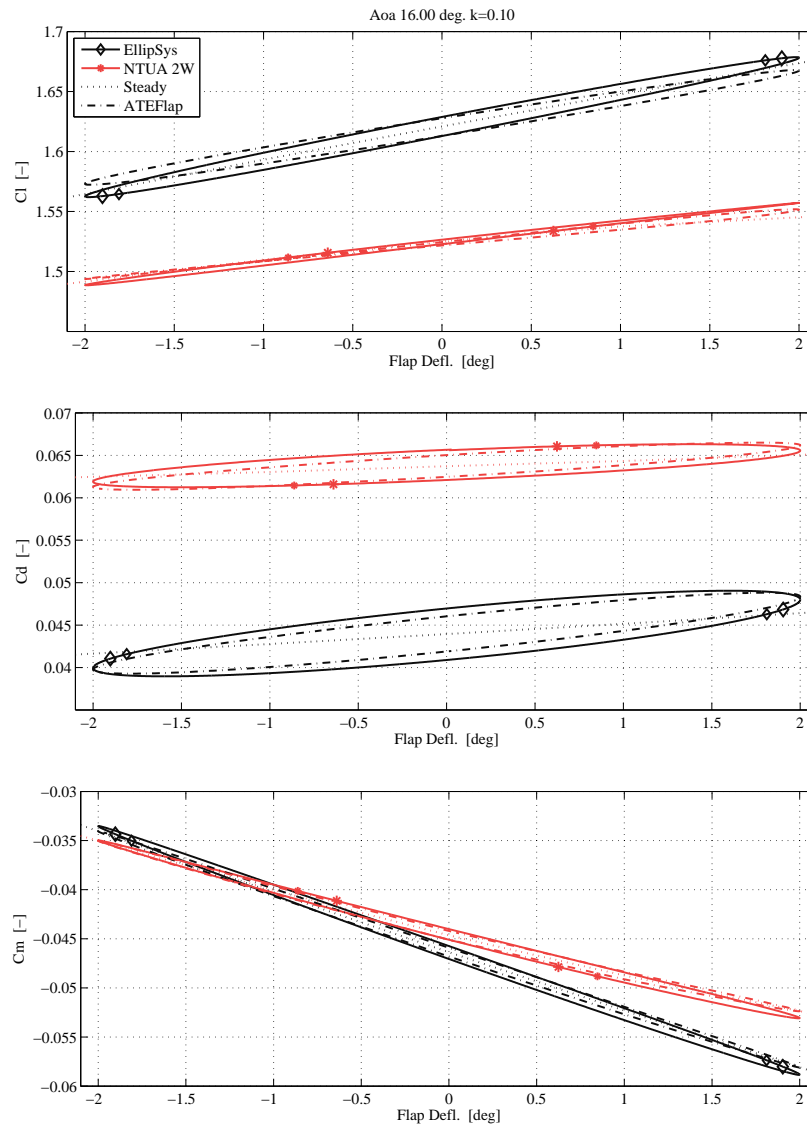 Aoa 16.00 deg. k=0.10
1.7
1.65
1.6
1.55
1.5
Cl [−]
EllipSys
NTUA 2W
Steady
ATEFlap
−2 −1.5 −1 −0.5 0 0.5 1 1.5 2
Flap Defl. [deg]
0.07
0.065
0.06
0.055
0.05
0.045
0.04
Cd [−]
−2 −1.5 −1 −0.5 0 0.5 1 1.5 2
Flap Defl. [deg]
−0.03
−0.035
−0.04
−0.045
−0.05
−0.055
−0.06
Cm [−]
−2 −1.5 −1 −0.5 0 0.5 1 1.5 2
Flap Defl. [deg]